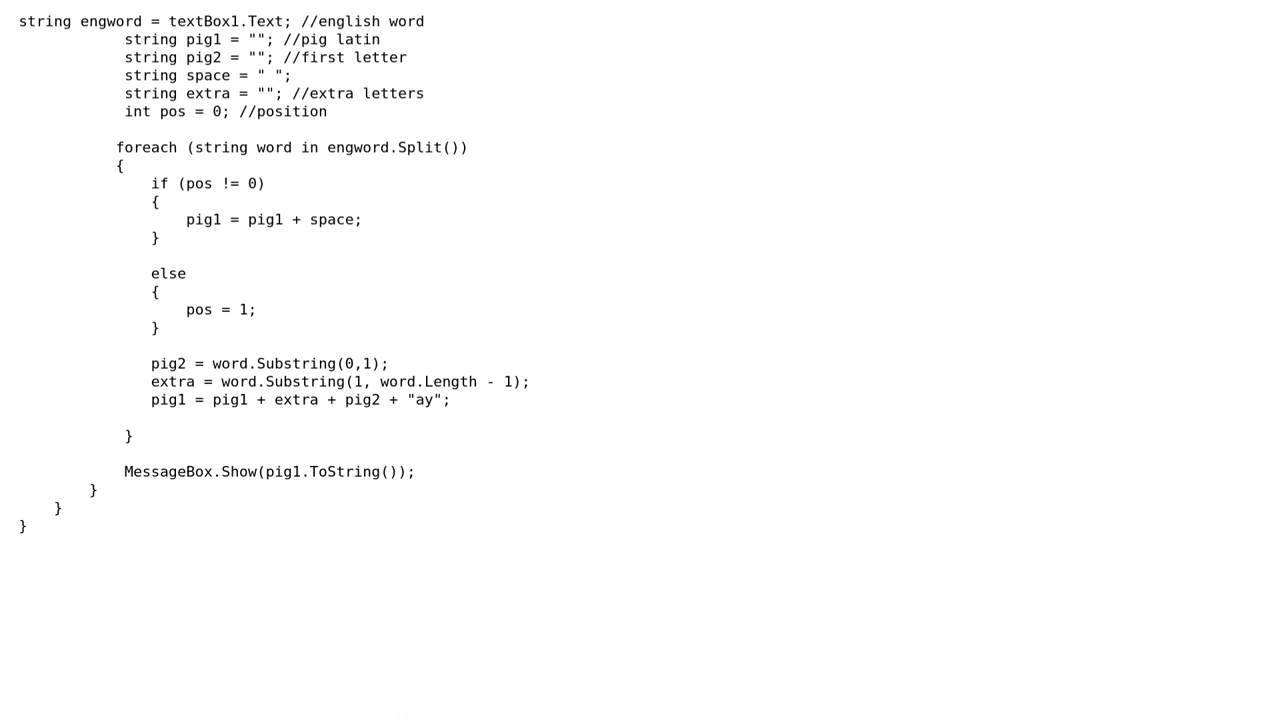 string engword = textBox1.Text; //english word
string pig1 = ""; //pig latin
string pig2 = ""; //first letter
string space = " ";
string extra = ""; //extra letters
int pos = 0; //position
foreach (string word in engword.Split())
{
if (pos != 0)
{
pig1 = pig1 + space;
}
else
{
pos = 1;
}
pig2 = word.Substring(0,1);
extra = word.Substring(1, word.Length - 1);
pig1 = pig1 + extra + pig2 + "ay";
}
MessageBox.Show(pig1.ToString());
}
}
}